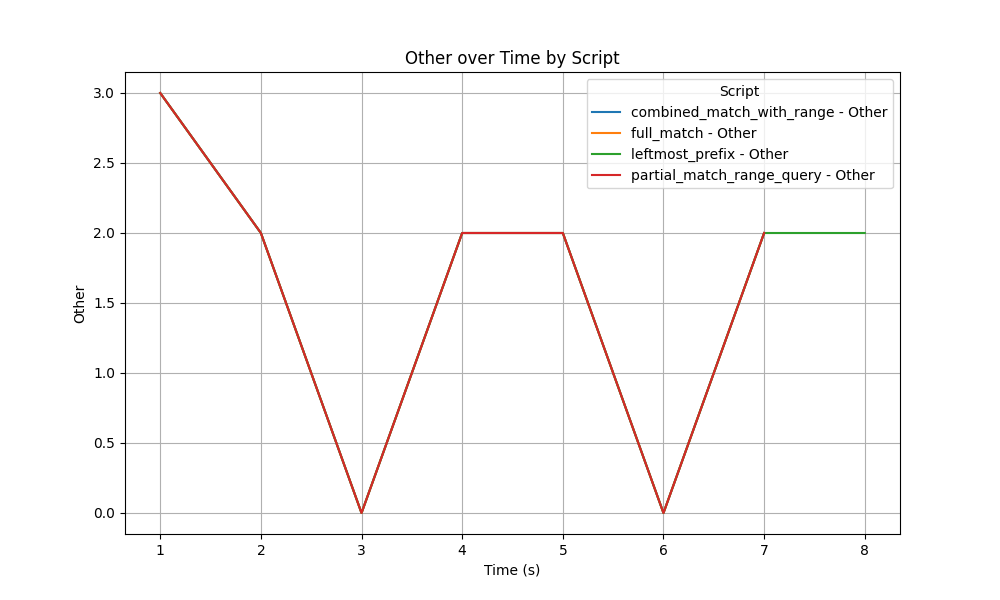 Other over Time by Script
Script
combined_match_with_range - Other
full_match - Other
leftmost_prefix - Other
partial_match_range_query - Other
Other
3.0
2.5
2.0
1.5
1.0
0.5
0.0
1 2 3 4 5 6 7 8
Time (s)